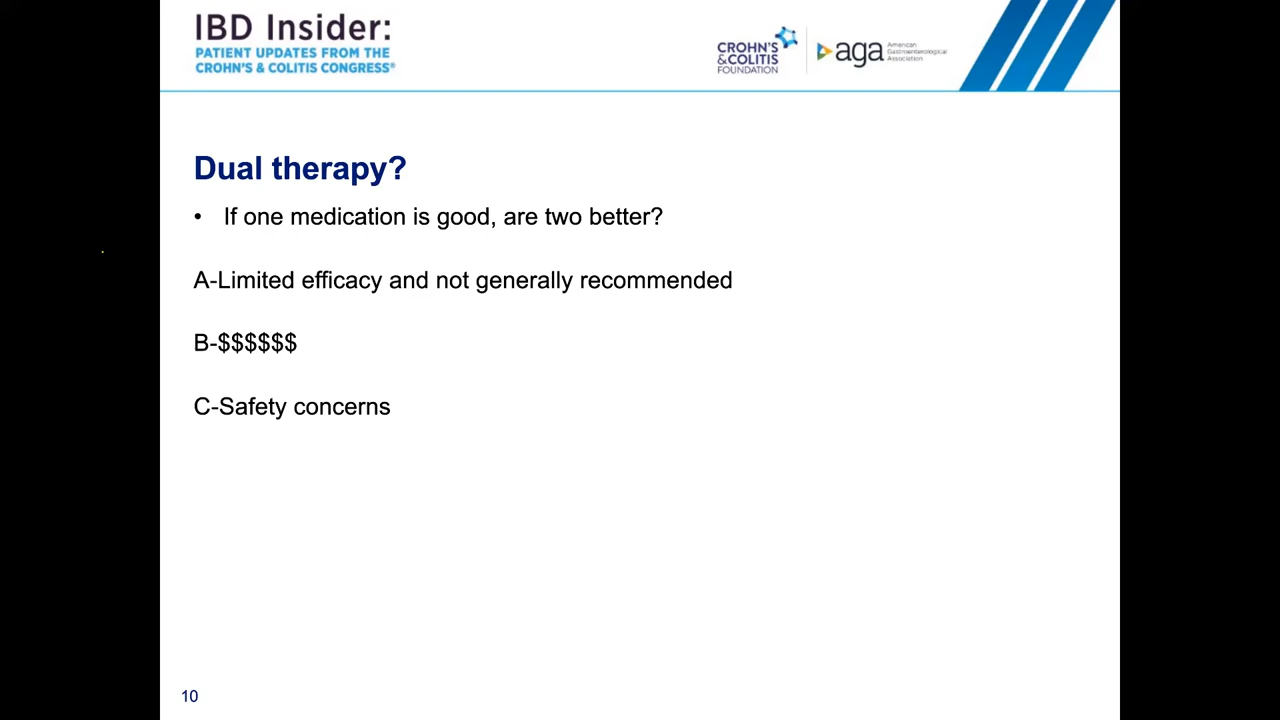 IBD Insider:
PATIENT UPDATES FROM THE
CROHN'S & COLITIS CONGRESS®
CROHN'S
&COLITIS
FOUNDATION
aga
American
Gastroenterological
Association
Dual therapy?
• If one medication is good, are two better?
A-Limited efficacy and not generally recommended
B-$$$$$$
C-Safety concerns
10